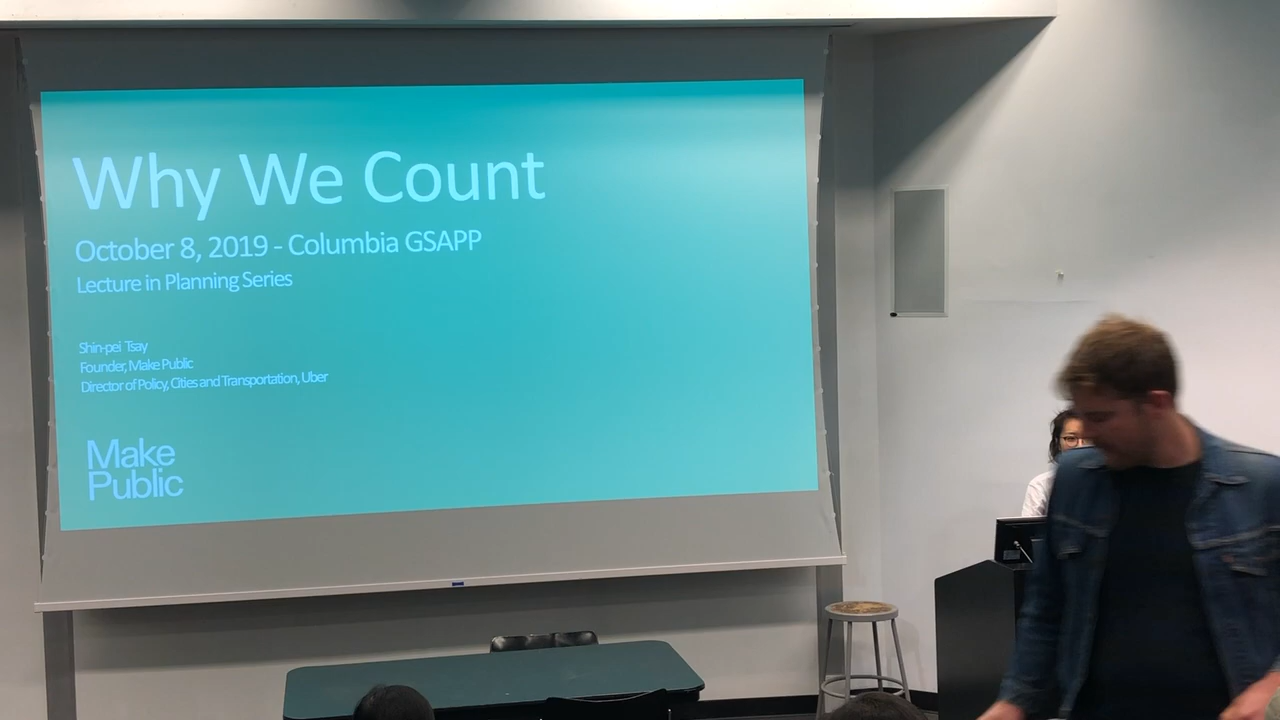 Why We Count
October 8, 2019 - Columbia GSAPP
Lecture in Planning Series
Shin-pei Tsay
Founder, Make Public
Director of Policy, Cities and Transportation, Uber
Make
Public